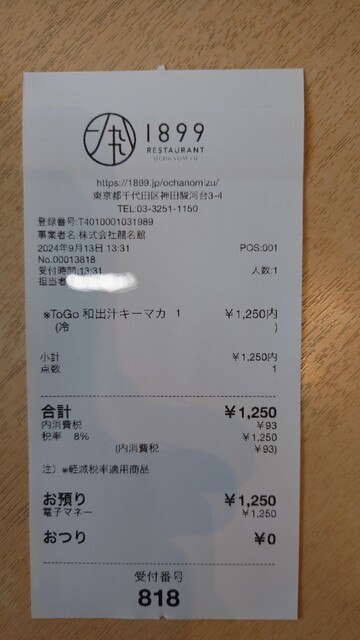 1899
RESTAURANT
OCHANOMIZU
https://1899.jp/ochanomizu/
東京都千代田区神田駿河台3-4
TEL:03-3251-1150
登録番号:T4010001031989
事業者名:株式会社龍名館
2024年9月13日 13:31 POS:001
No.00013818
受付時間:13:31 人数:1
担当者
※ToGo 和出汁キーマカ 1 ¥1,250内
(冷 )
小計 ¥1,250内
点数 1
合計 ¥1,250
内消費税 ¥93
税率 8% ¥1,250
(内消費税 ¥93)
注) ※軽減税率適用商品
お預り ¥1,250
電子マネー ¥1,250
おつり ¥0
受付番号
818